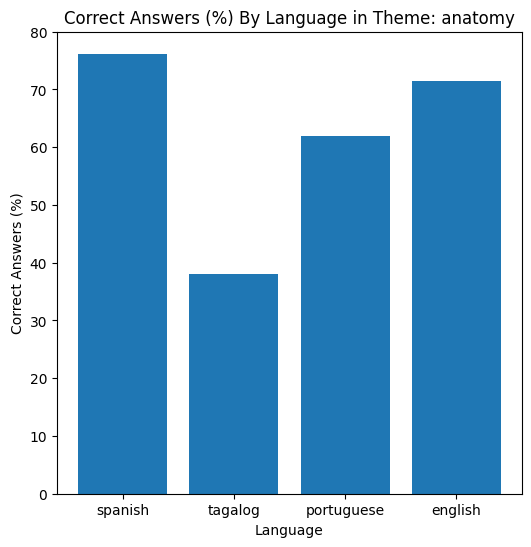 Correct Answers (%) By Language in Theme: anatomy
80
70
60
50
40
30
20
10
0
Correct Answers (%)
spanish tagalog portuguese english
Language